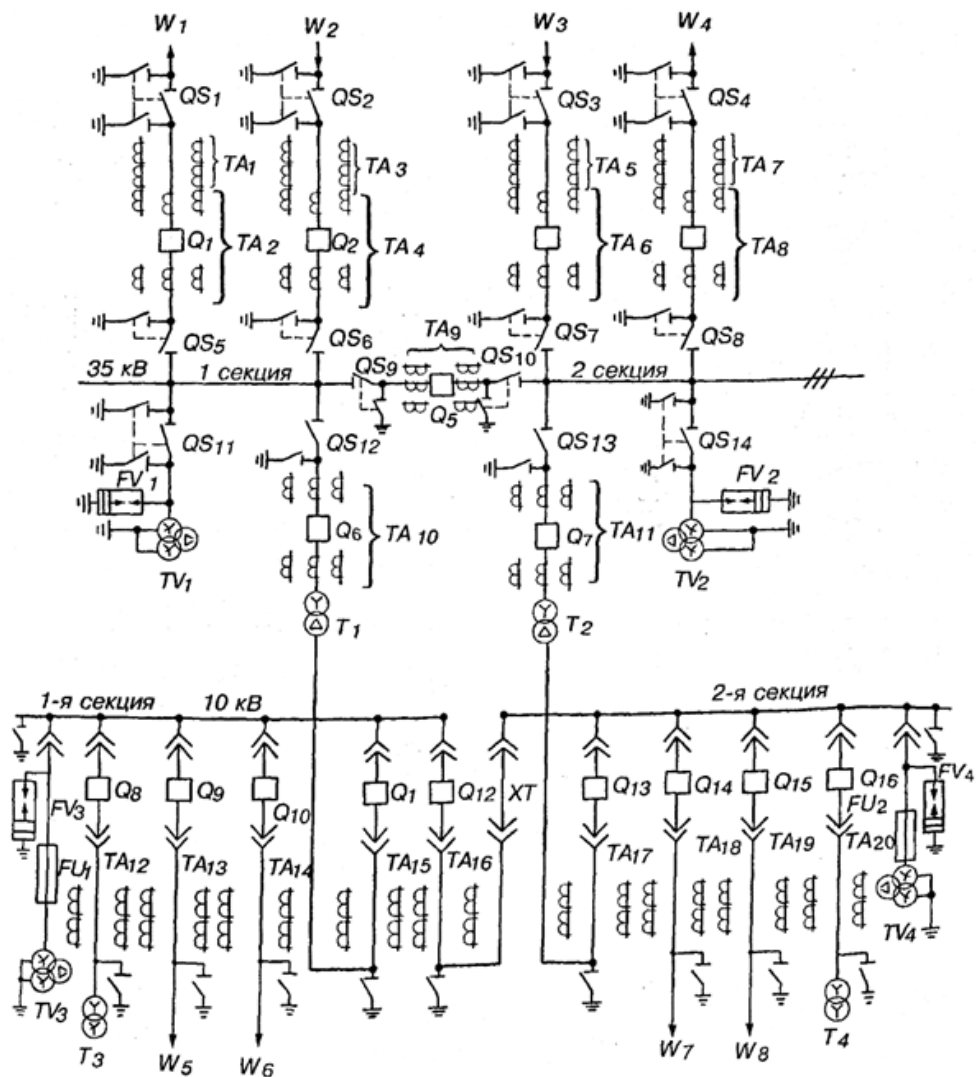 W1 W2 W3 W4
QS1 QS2 QS3 QS4
TA1 TA3 TA5 TA7
Q1 TA2 Q2 TA4 TA6 TA8
QS5 QS6 TA9 QS10 QS7 QS8
35 кВ 1 секция QS9 2 секция
Q5
QS11 QS12 QS13 QS14
FV1 FV2
Q6 TA10 Q7 TA11
TV1 TV2
T1 T2
1-я секция 10 кВ 2-я секция
FV3 Q8 Q9 Q10 Q1 Q12 XT Q13 Q14 Q15 Q16 FV4
FU2
FU1 TA12 TA13 TA14 TA15 TA16 TA17 TA18 TA19 TA20
TV4
TV3
T3 W5 W6 W7 W8 T4